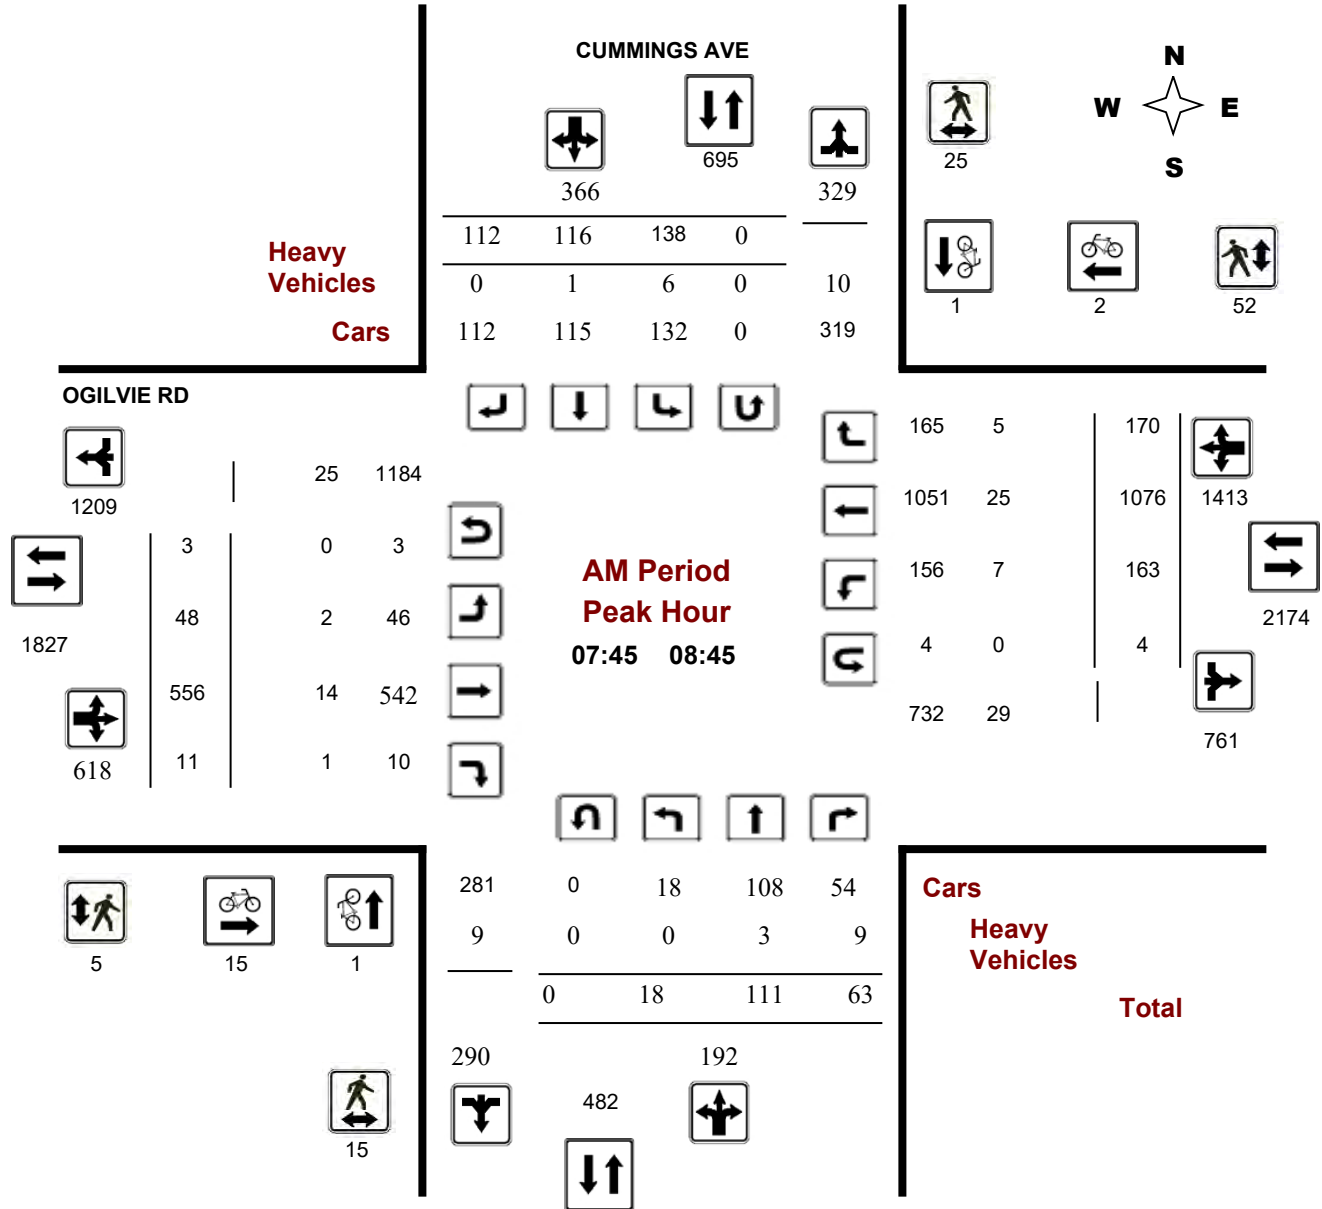 CUMMINGS AVE
N
W E
S
695
25
366 329
112 116 138 0
Heavy
Vehicles
0 1 6 0 10
1 2 52
Cars
112 115 132 0 319
OGILVIE RD
165 5 170
25 1184
1209
1051 25 1076 1413
3 0 3
AM Period
156 7 163
Peak Hour
48 2 46
2174
1827
07:45 08:45
4 0 4
556 14 542
732 29
761
618 11 1 10
281 0 18 108 54
Cars
9 0 0 3 9
Heavy
Vehicles
5 15 1
0 18 111 63
Total
290 192
482
15